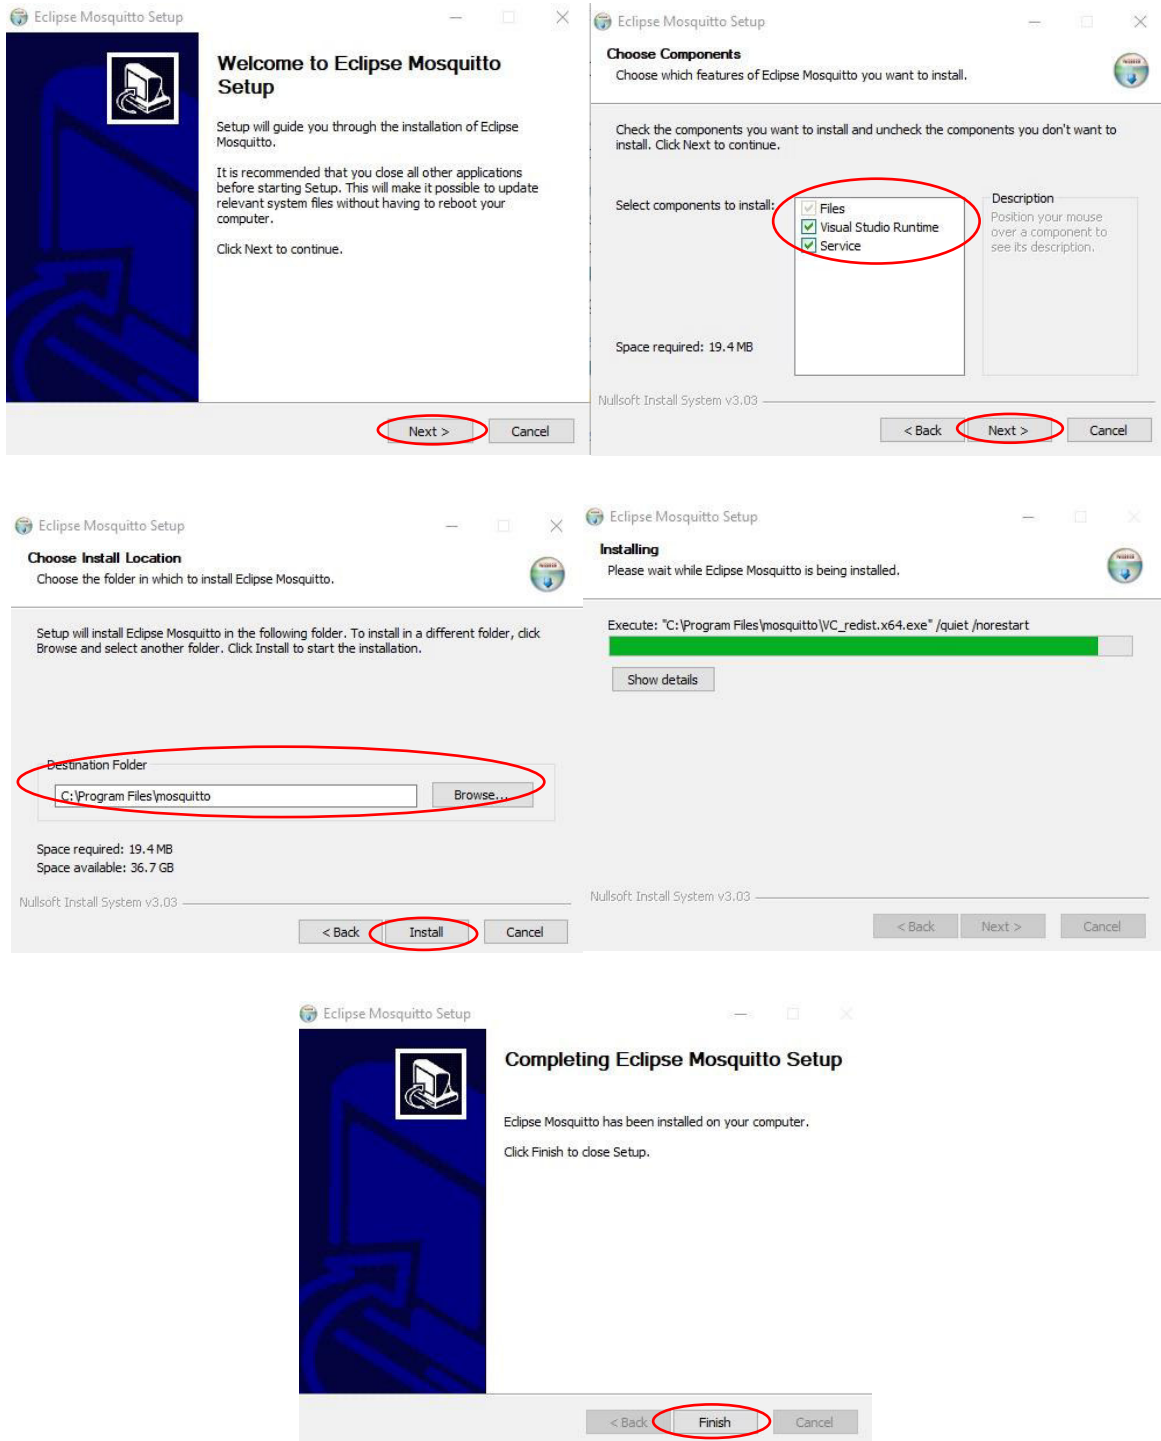 Eclipse Mosquitto Setup
Welcome to Eclipse Mosquitto
Setup
Setup will guide you through the installation of Eclipse
Mosquitto.
It is recommended that you close all other applications
before starting Setup. This will make it possible to update
relevant system files without having to reboot your
computer.
Click Next to continue.
Next >
Cancel
Eclipse Mosquitto Setup
Choose Components
Choose which features of Eclipse Mosquitto you want to install.
Check the components you want to install and uncheck the components you don't want to
install. Click Next to continue.
Select components to install:
Files
Visual Studio Runtime
Service
Description
Position your mouse
over a component to
see its description.
Space required: 19.4 MB
Nullsoft Install System v3.03
< Back
Next >
Cancel
Eclipse Mosquitto Setup
Choose Install Location
Choose the folder in which to install Eclipse Mosquitto.
Setup will install Eclipse Mosquitto in the following folder. To install in a different folder, click
Browse and select another folder. Click Install to start the installation.
Destination Folder
C:\Program Files\mosquitto
Browse...
Space required: 19.4 MB
Space available: 36.7 GB
Nullsoft Install System v3.03
< Back
Install
Cancel
Eclipse Mosquitto Setup
Installing
Please wait while Eclipse Mosquitto is being installed.
Execute: "C:\Program Files\mosquitto\VC_redist.x64.exe" /quiet /norestart
Show details
Nullsoft Install System v3.03
< Back
Next >
Cancel
Eclipse Mosquitto Setup
Completing Eclipse Mosquitto Setup
Eclipse Mosquitto has been installed on your computer.
Click Finish to close Setup.
< Back
Finish
Cancel